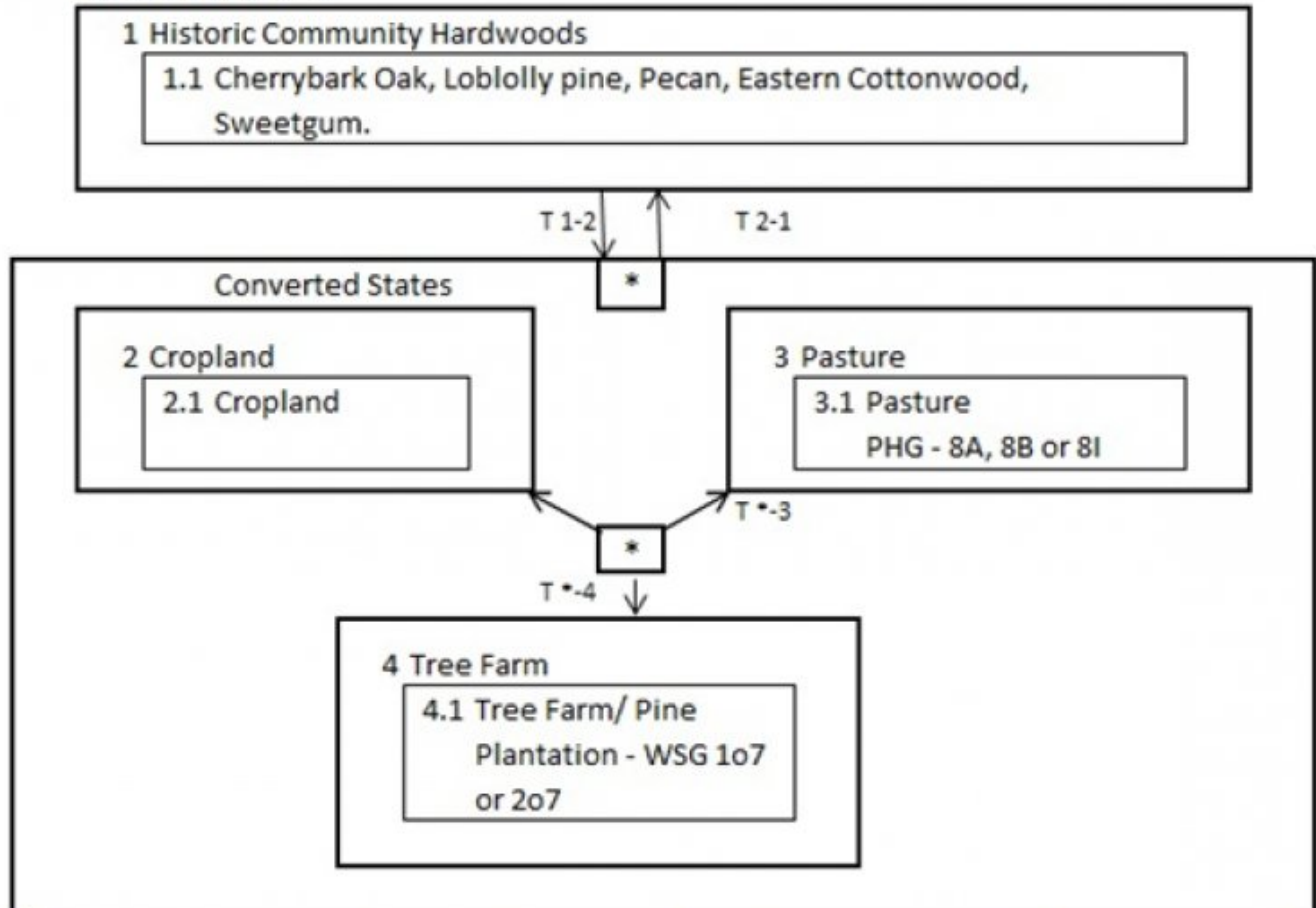 1 Historic Community Hardwoods
1.1 Cherrybark Oak, Loblolly pine, Pecan, Eastern Cottonwood,
Sweetgum.
T 1-2
T 2-1
*
Converted States
2 Cropland
2.1 Cropland
3 Pasture
3.1 Pasture
PHG - 8A, 8B or 8I
T *-3
*
T *-4
4 Tree Farm
4.1 Tree Farm/ Pine
Plantation - WSG 1o7
or 2o7